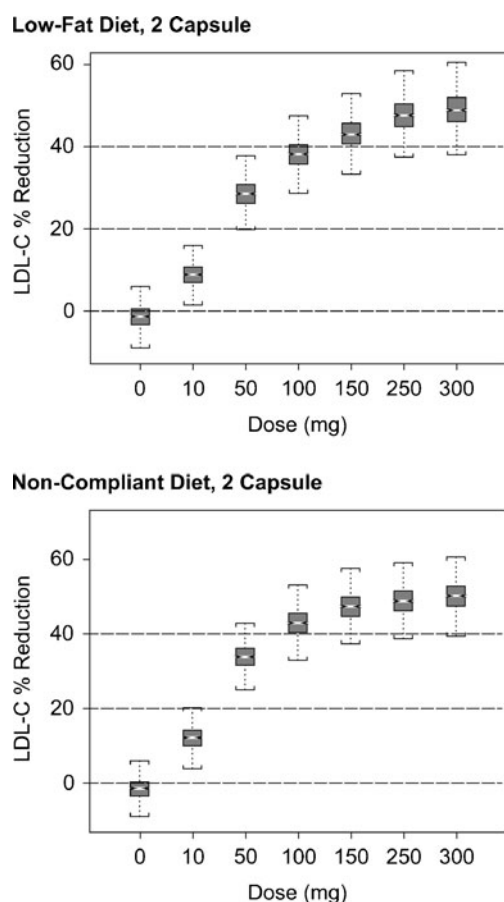 Low-Fat Diet, 2 Capsule
60
40
20
0
LDL-C % Reduction
0 10 50 100 150 250 300
Dose (mg)
Non-Compliant Diet, 2 Capsule
60
40
20
0
LDL-C % Reduction
0 10 50 100 150 250 300
Dose (mg)